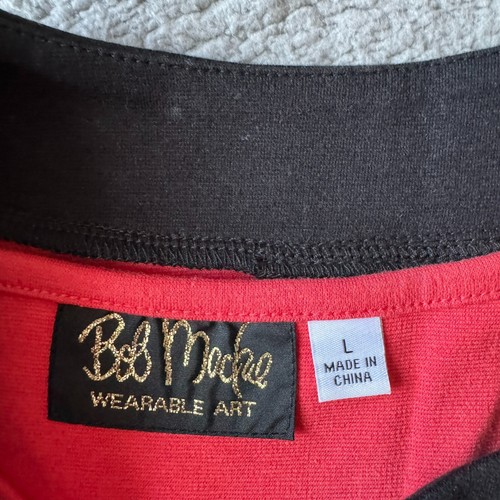 Bob Mackie
WEARABLE ART
L
MADE IN
CHINA